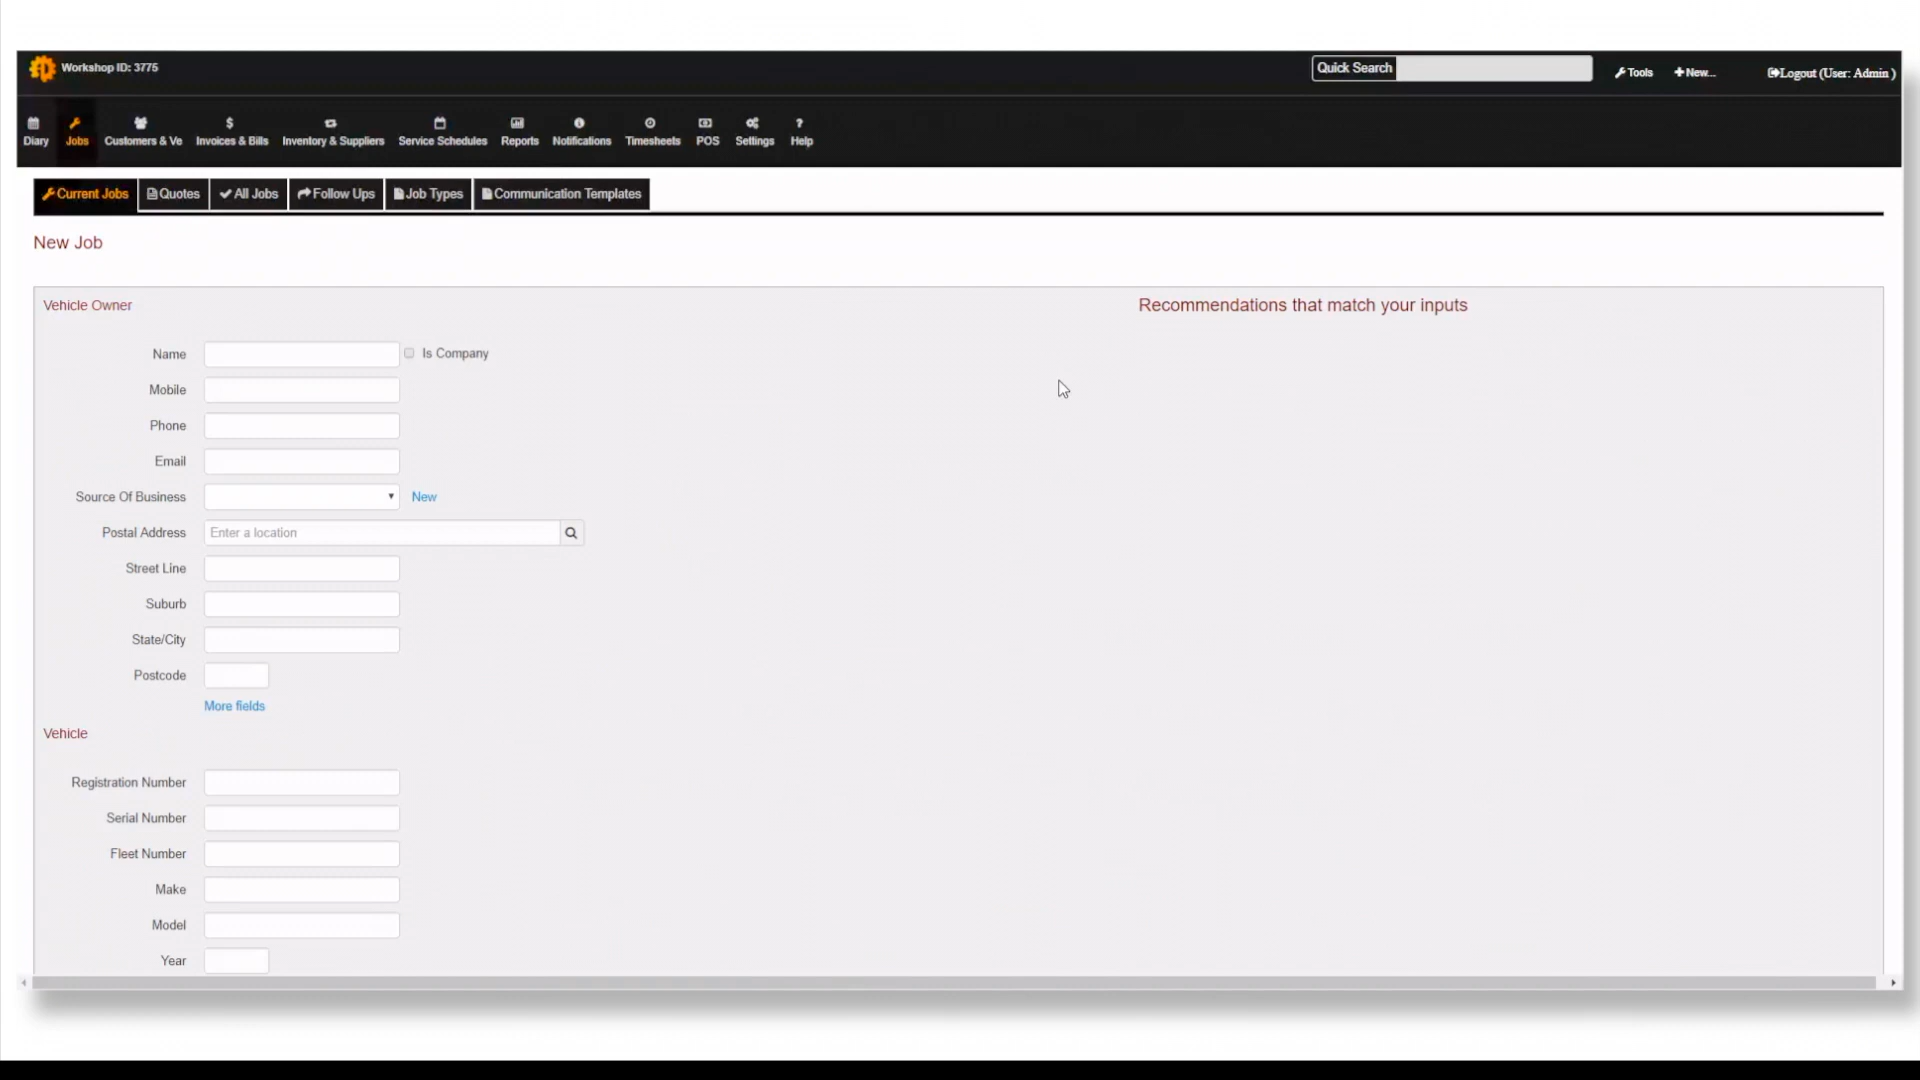 Workshop ID: 3775
Quick Search
Tools
New...
Logout (User: Admin )
Diary
Jobs
Customers & Ve
Invoices & Bills
Inventory & Suppliers
Service Schedules
Reports
Notifications
Timesheets
POS
Settings
Help
Current Jobs
Quotes
All Jobs
Follow Ups
Job Types
Communication Templates
New Job
Vehicle Owner
Recommendations that match your inputs
Name
Is Company
Mobile
Phone
Email
Source Of Business
New
Postal Address
Enter a location
Street Line
Suburb
State/City
Postcode
More fields
Vehicle
Registration Number
Serial Number
Fleet Number
Make
Model
Year